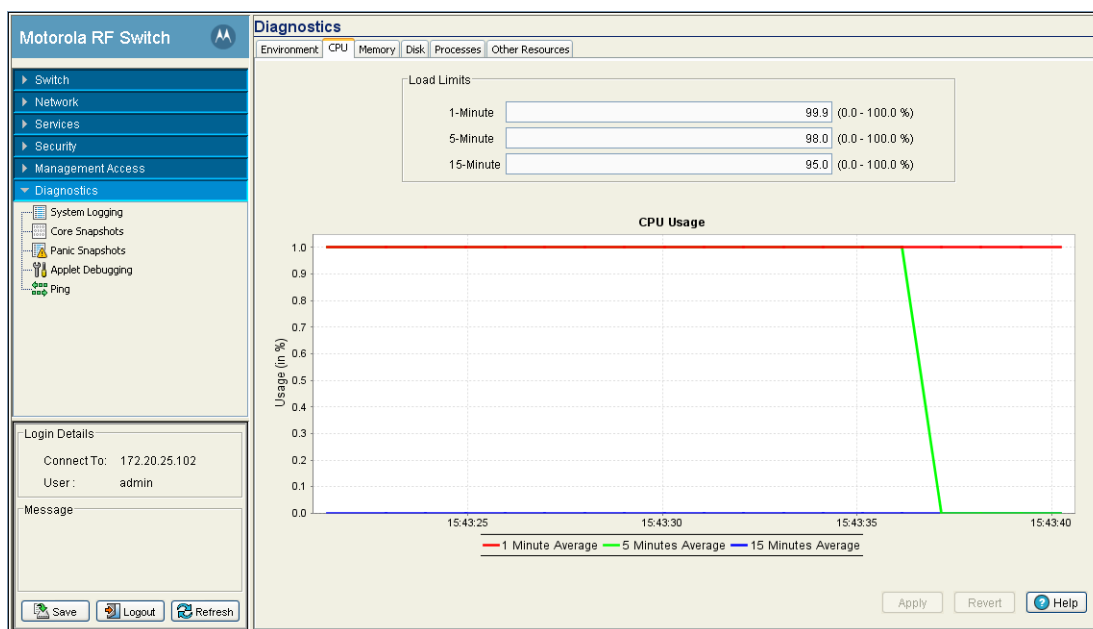 Motorola RF Switch
Switch
Network
Services
Security
Management Access
Diagnostics
System Logging
Core Snapshots
Panic Snapshots
Applet Debugging
Ping
Login Details
Connect To: 172.20.25.102
User : admin
Message
Save Logout Refresh
Diagnostics
Environment CPU Memory Disk Processes Other Resources
Load Limits
1-Minute 99.9 (0.0 - 100.0 %)
5-Minute 98.0 (0.0 - 100.0 %)
15-Minute 95.0 (0.0 - 100.0 %)
CPU Usage
Usage (in %)
1.0
0.9
0.8
0.7
0.6
0.5
0.4
0.3
0.2
0.1
0.0
15:43:25 15:43:30 15:43:35 15:43:40
1 Minute Average 5 Minutes Average 15 Minutes Average
Apply Revert Help